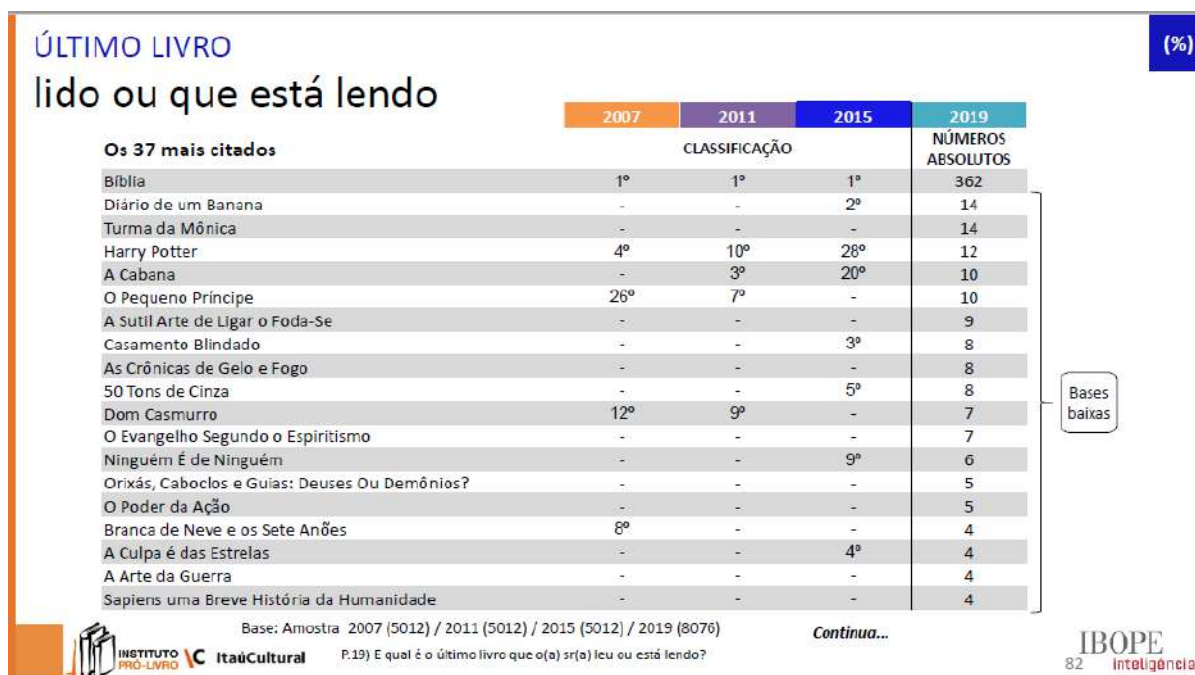 ÚLTIMO LIVRO
(%)
lido ou que está lendo
2007 2011 2015 2019
Os 37 mais citados CLASSIFICAÇÃO NÚMEROS ABSOLUTOS
Bíblia 1º 1º 1º 362
Diário de um Banana - - 2º 14
Turma da Mônica - - - 14
Harry Potter 4º 10º 28º 12
A Cabana - 3º 20º 10
O Pequeno Príncipe 26º 7º - 10
A Sutil Arte de Ligar o Foda-Se - - - 9
Casamento Blindado - - 3º 8
As Crônicas de Gelo e Fogo - - - 8
50 Tons de Cinza - - 5º 8
Dom Casmurro 12º 9º - 7
O Evangelho Segundo o Espiritismo - - - 7
Ninguém É de Ninguém - - 9º 6
Orixás, Caboclos e Guias: Deuses Ou Demônios? - - - 5
O Poder da Ação - - - 5
Branca de Neve e os Sete Anões 8º - - 4
A Culpa é das Estrelas - - 4º 4
A Arte da Guerra - - - 4
Sapiens uma Breve História da Humanidade - - - 4
Bases
baixas
Base: Amostra 2007 (5012) / 2011 (5012) / 2015 (5012) / 2019 (8076)
Continua...
INSTITUTO
PRÓ-LIVRO
ItaúCultural
P.19) E qual é o último livro que o(a) sr(a) leu ou está lendo?
IBOPE
82 inteligência